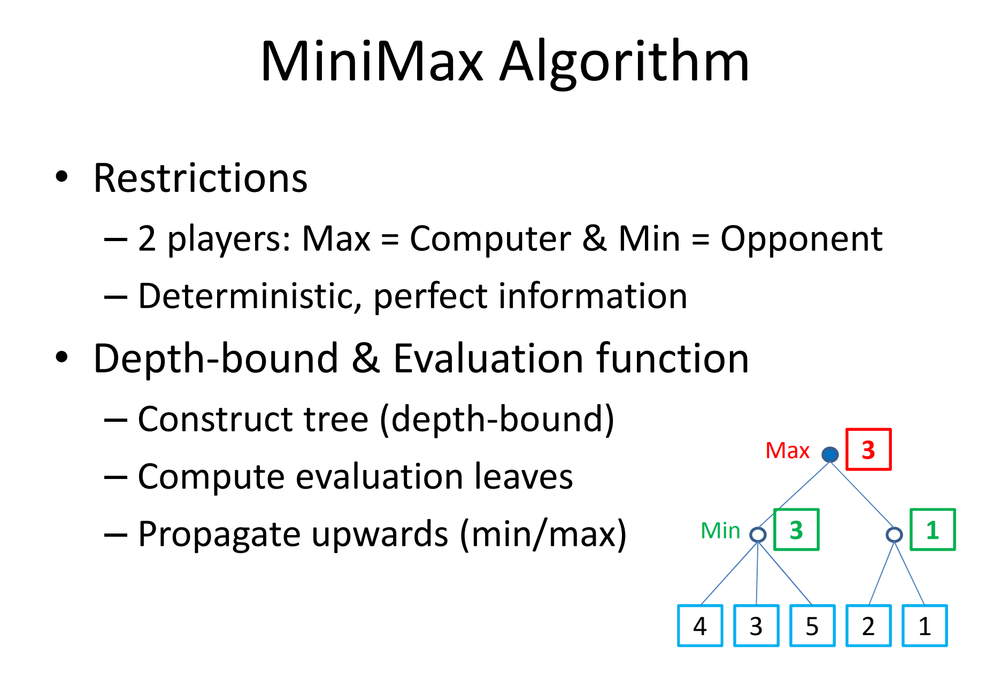 MiniMax Algorithm
• Restrictions
– 2 players: Max = Computer & Min = Opponent
– Deterministic, perfect information
• Depth-bound & Evaluation function
– Construct tree (depth-bound)
– Compute evaluation leaves
– Propagate upwards (min/max)
Max 3
Min 3 1
4 3 5 2 1